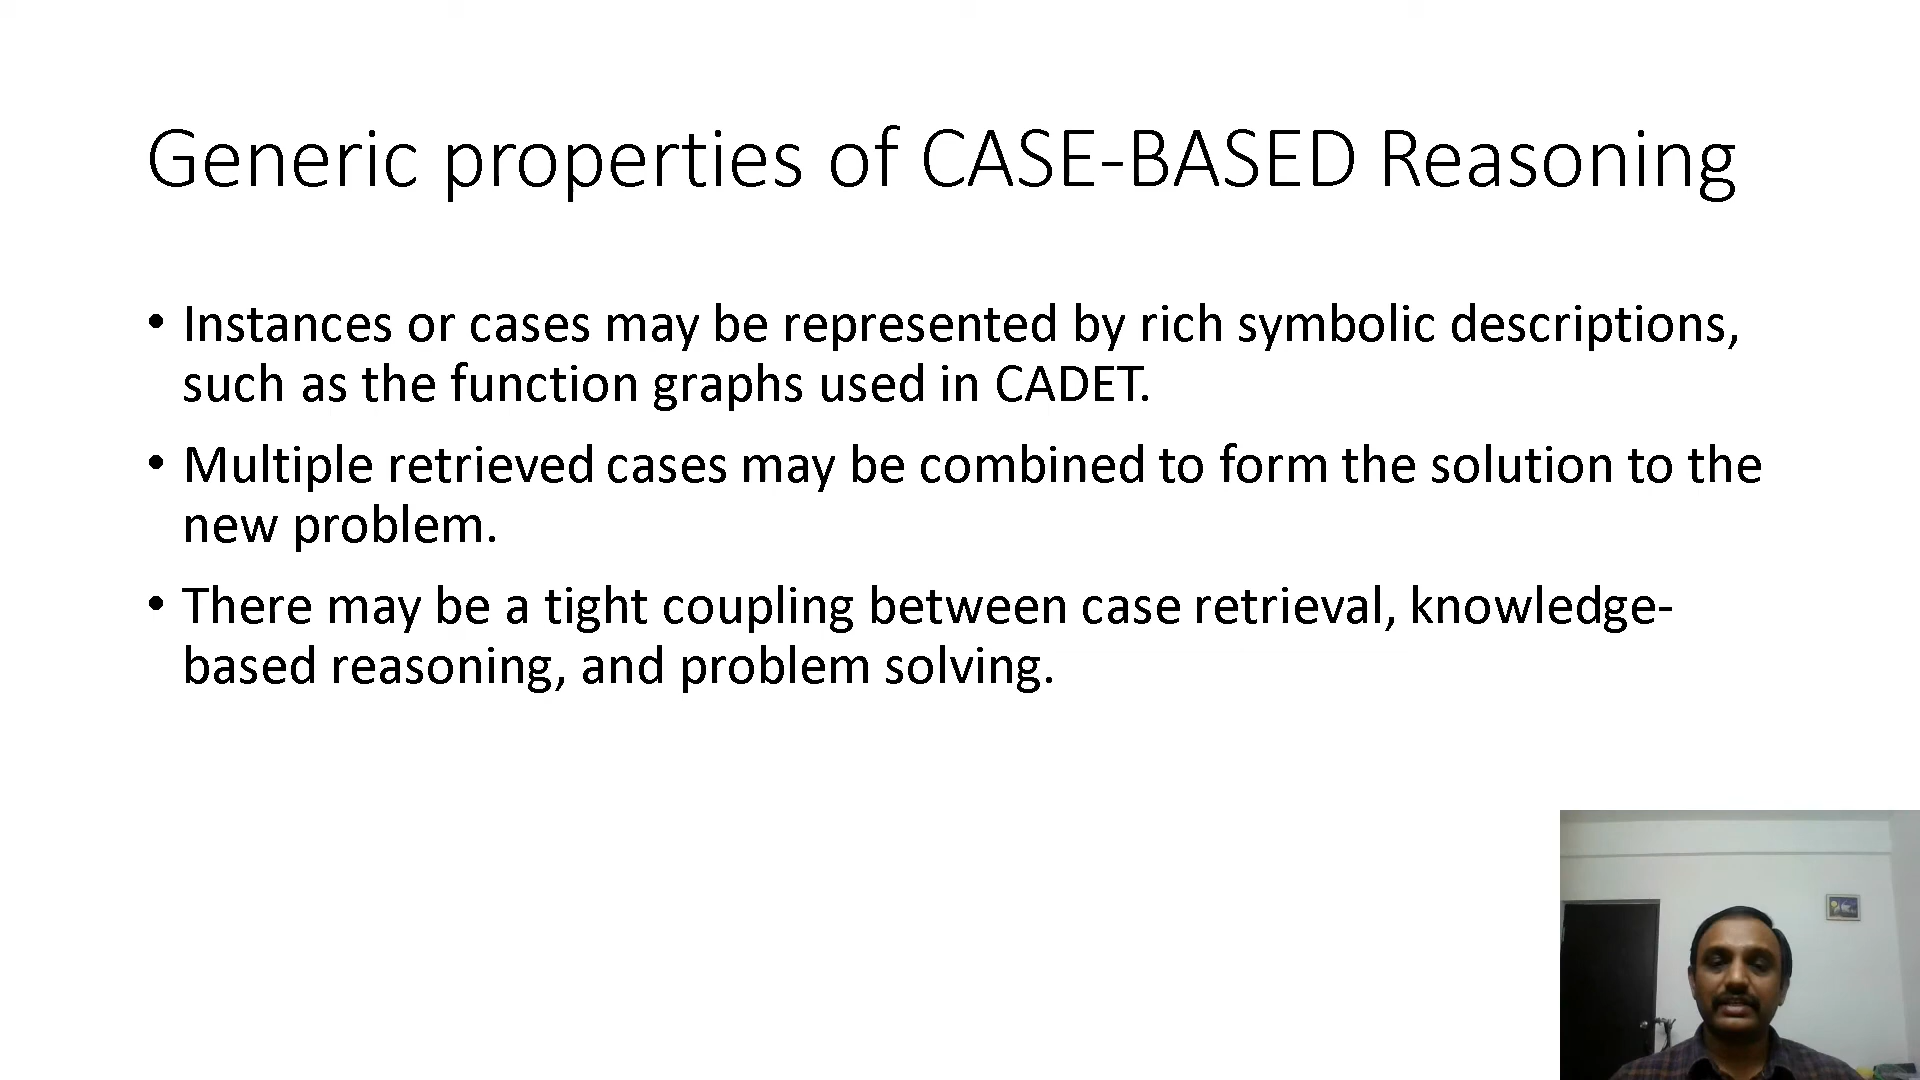 Generic properties of CASE-BASED Reasoning
• Instances or cases may be represented by rich symbolic descriptions,
such as the function graphs used in CADET.
• Multiple retrieved cases may be combined to form the solution to the
new problem.
• There may be a tight coupling between case retrieval, knowledge-
based reasoning, and problem solving.